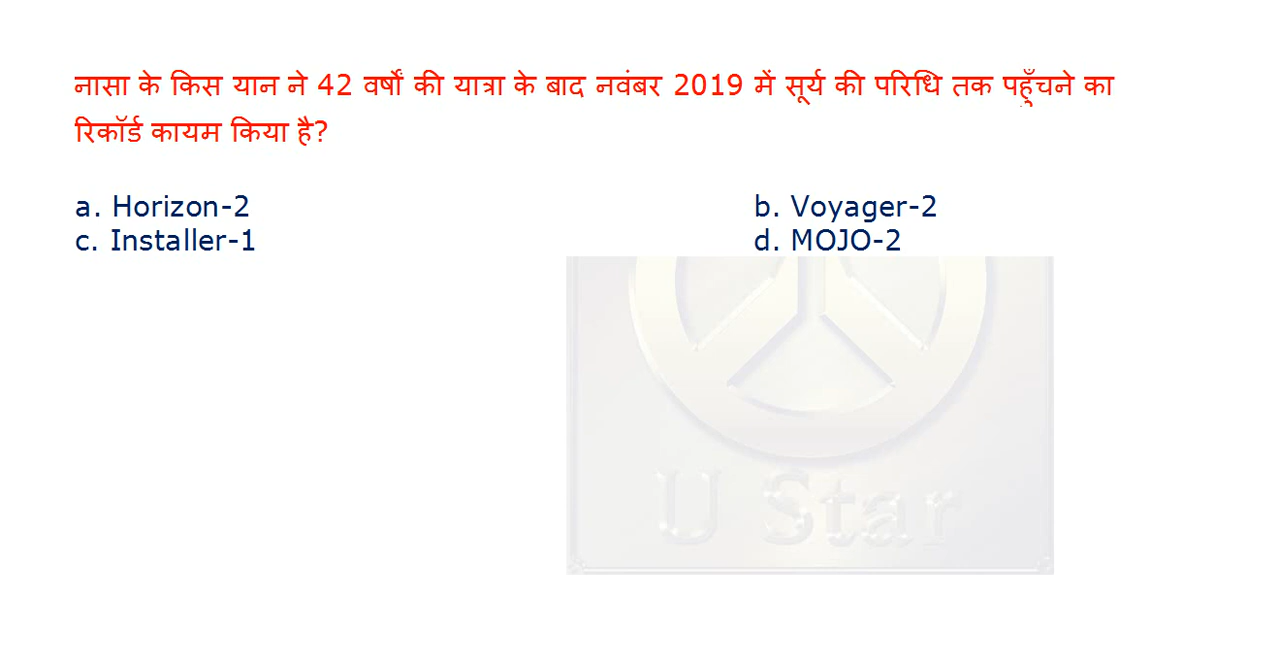 नासा के किस यान ने 42 वर्षों की यात्रा के बाद नवंबर 2019 में सूर्य की परिधि तक पहुँचने का
रिकॉर्ड कायम किया है?
a. Horizon-2 b. Voyager-2
c. Installer-1 d. MOJO-2
U Star